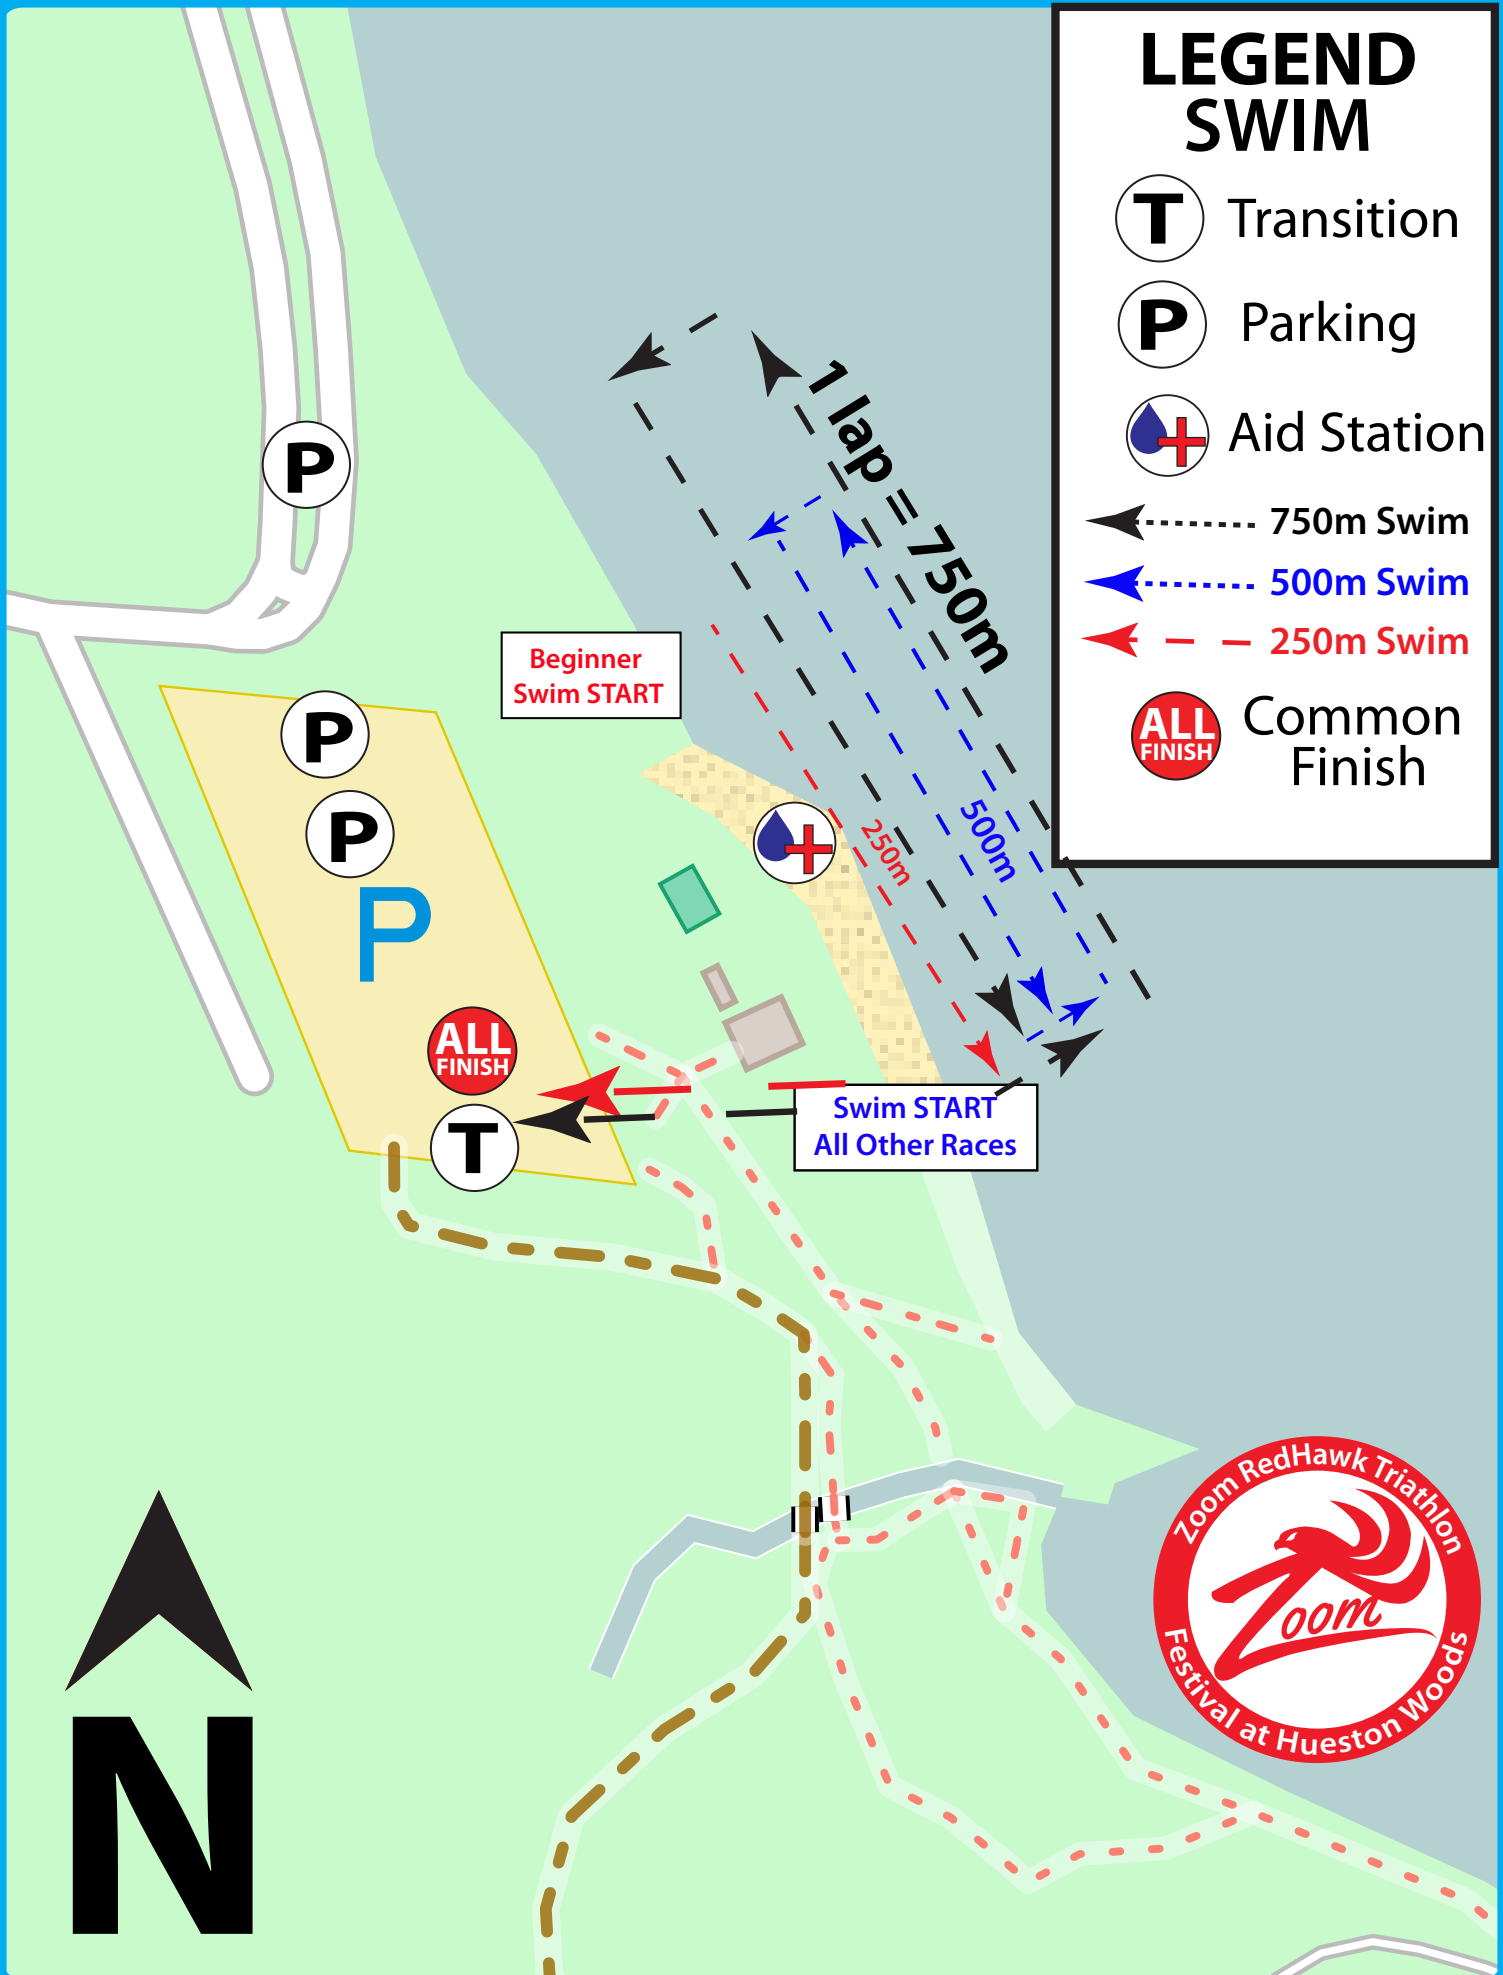 LEGEND
SWIM
T Transition
P Parking
Aid Station
750m Swim
500m Swim
250m Swim
ALL
FINISH
Common
Finish
1 lap = 750m
P
Beginner
Swim START
P
P
P
250m
500m
ALL
FINISH
T
Swim START
All Other Races
Zoom RedHawk Triathlon
Zoom
Festival at Hueston Woods
N